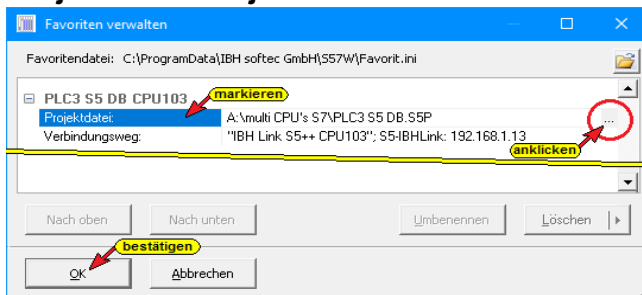 Favoriten verwalten
Favoritendatei: C:\ProgramData\IBH softec GmbH\S57W\Favorit.ini
PLC3 S5 DB CPU103
markieren
Projektdatei: A:\multi CPU's S7\PLC3 S5 DB.S5P ...
Verbindungsweg: "IBH Link S5++ CPU103"; S5-IBHLink: 192.168.1.13
anklicken
Nach oben Nach unten Umbenennen Löschen
bestätigen
OK Abbrechen